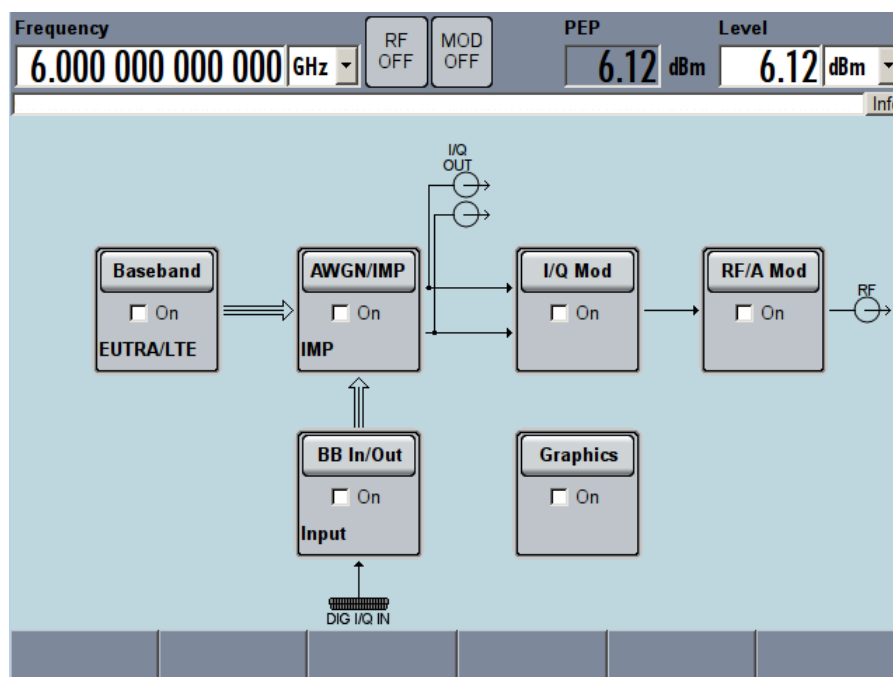 Frequency
6.000 000 000 000 GHz
RF OFF
MOD OFF
PEP
6.12 dBm
Level
6.12 dBm
Info
I/Q
OUT
Baseband
On
EUTRA/LTE
AWGN/IMP
On
IMP
I/Q Mod
On
RF/A Mod
On
RF
BB In/Out
On
Input
Graphics
On
DIG I/Q IN